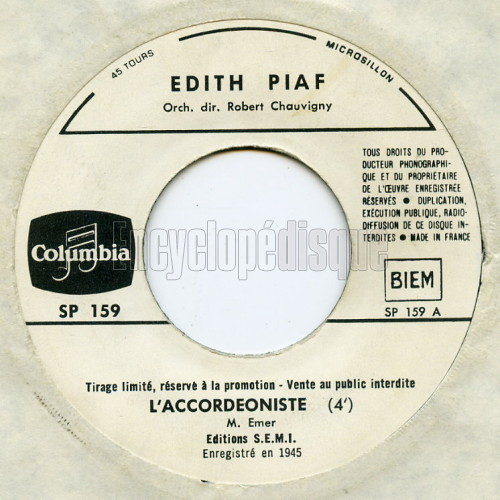 45 TOURS
MICROSILLON
EDITH PIAF
Orch. dir. Robert Chauvigny
TOUS DROITS DU PRO-
DUCTEUR PHONOGRAPHI-
QUE ET DU PROPRIÉTAIRE
DE L'ŒUVRE ENREGISTRÉE
RÉSERVÉS ● DUPLICATION,
EXÉCUTION PUBLIQUE, RADIO-
DIFFUSION DE CE DISQUE IN-
TERDITES ● MADE IN FRANCE
Columbia
Encyclopédisque
BIEM
SP 159
SP 159 A
Tirage limité, réservé à la promotion - Vente au public interdite
L'ACCORDEONISTE (4')
M. Emer
Editions S.E.M.I.
Enregistré en 1945